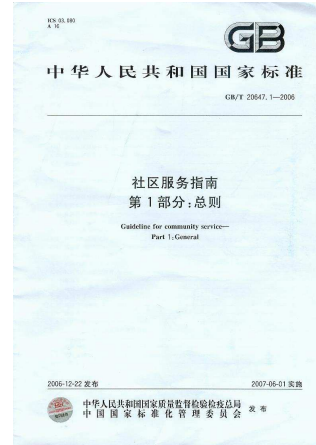 ICS 03.080
A 16
GB
中华人民共和国国家标准
GB/T 20647.1—2006
社区服务指南
第1部分:总则
Guideline for community service—
Part 1:General
2006-12-22 发布
2007-06-01 实施
中华人民共和国国家质量监督检验检疫总局
中国国家标准化管理委员会
发布